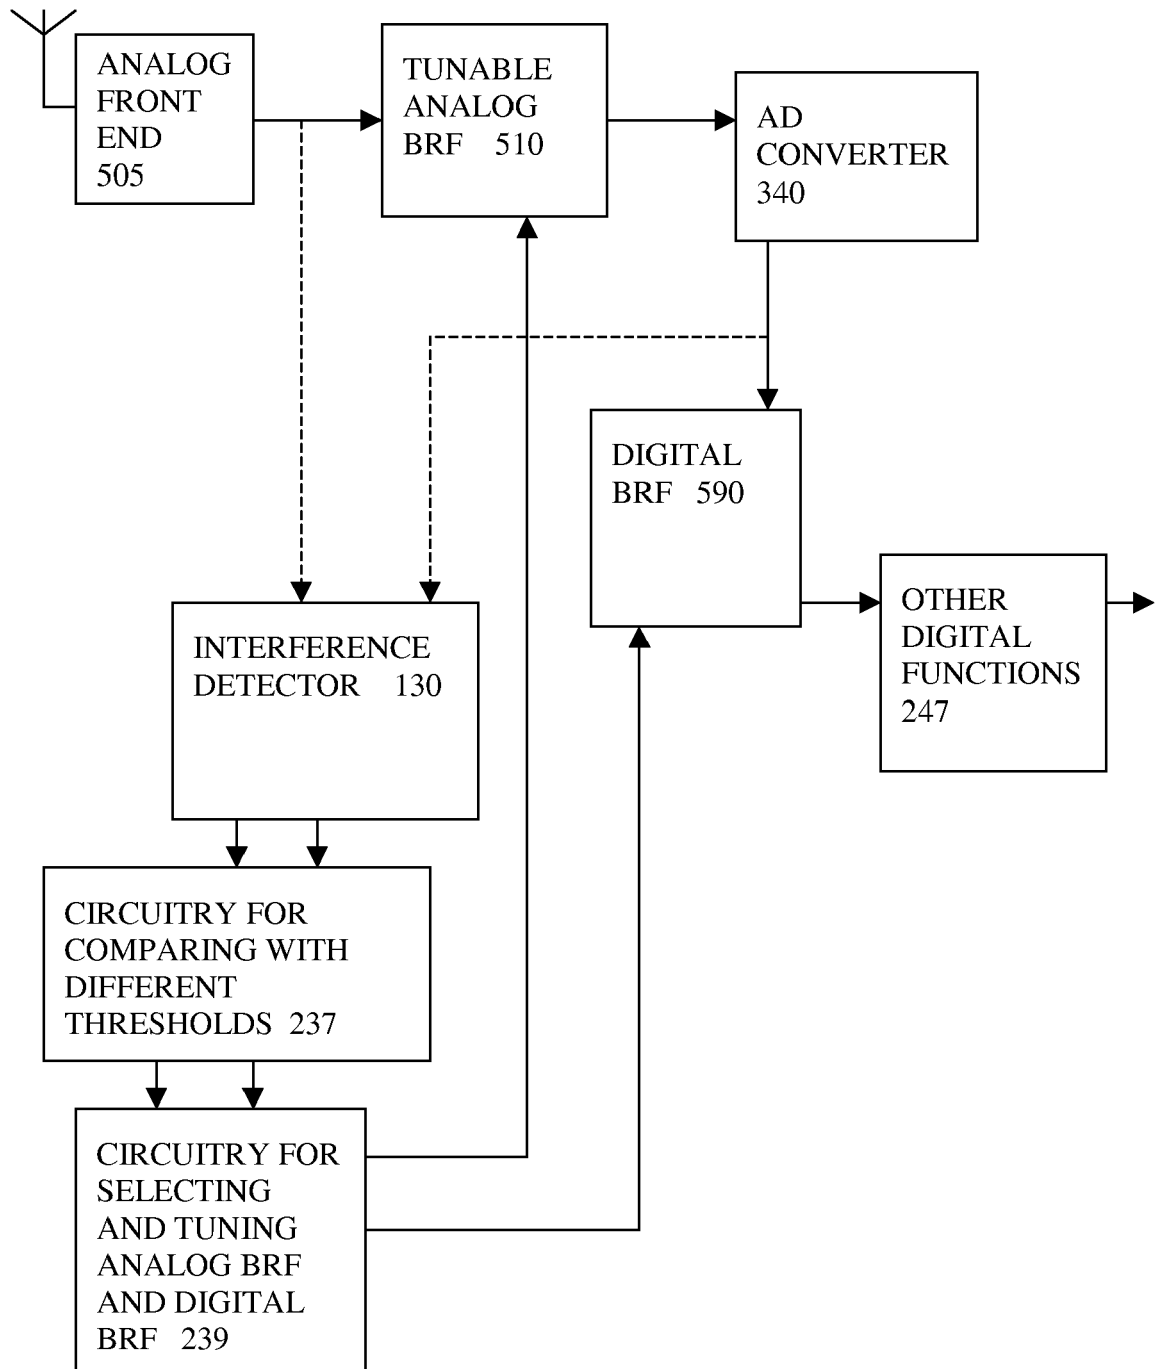 ANALOG
FRONT
END
505
TUNABLE
ANALOG
BRF 510
AD
CONVERTER
340
DIGITAL
BRF 590
OTHER
DIGITAL
FUNCTIONS
247
INTERFERENCE
DETECTOR 130
CIRCUITRY FOR
COMPARING WITH
DIFFERENT
THRESHOLDS 237
CIRCUITRY FOR
SELECTING
AND TUNING
ANALOG BRF
AND DIGITAL
BRF 239